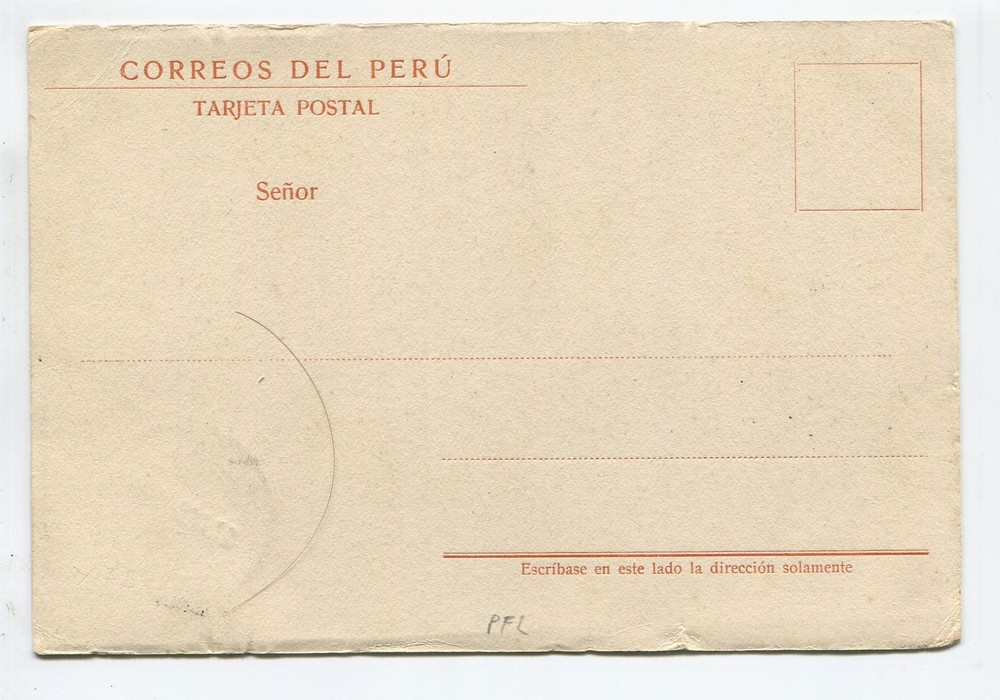 CORREOS DEL PERÚ
TARJETA POSTAL
Señor
Escríbase en este lado la dirección solamente
PFL